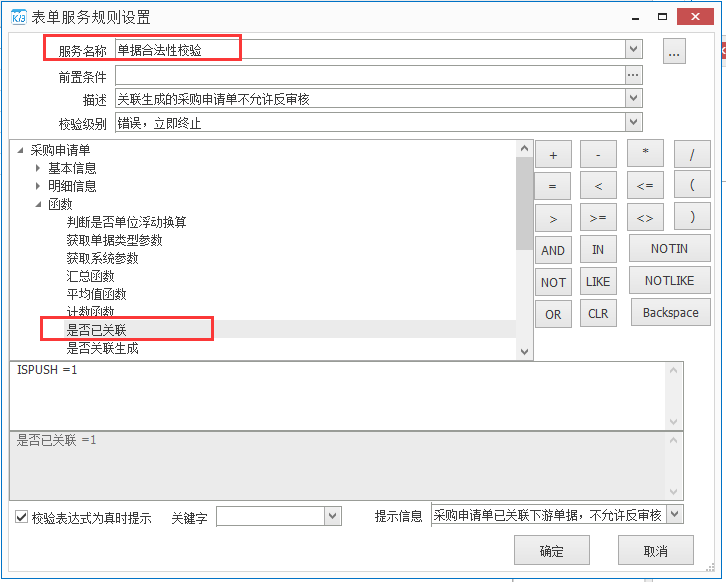 K/3 表单服务规则设置
服务名称 单据合法性校验 ...
前置条件 ...
描述 关联生成的采购申请单不允许反审核
校验级别 错误，立即终止
采购申请单
基本信息
明细信息
函数
判断是否单位浮动换算
获取单据类型参数
获取系统参数
汇总函数
平均值函数
计数函数
是否已关联
是否关联生成
+ - * /
= < <= (
> >= <> )
AND IN NOTIN
NOT LIKE NOTLIKE
OR CLR Backspace
ISPUSH =1
是否已关联 =1
校验表达式为真时提示 关键字 提示信息 采购申请单已关联下游单据，不允许反审核
确定 取消